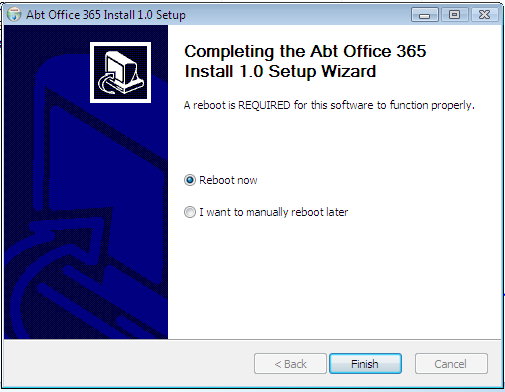 Abt Office 365 Install 1.0 Setup
Completing the Abt Office 365
Install 1.0 Setup Wizard
A reboot is REQUIRED for this software to function properly.
Reboot now
I want to manually reboot later
< Back Finish Cancel